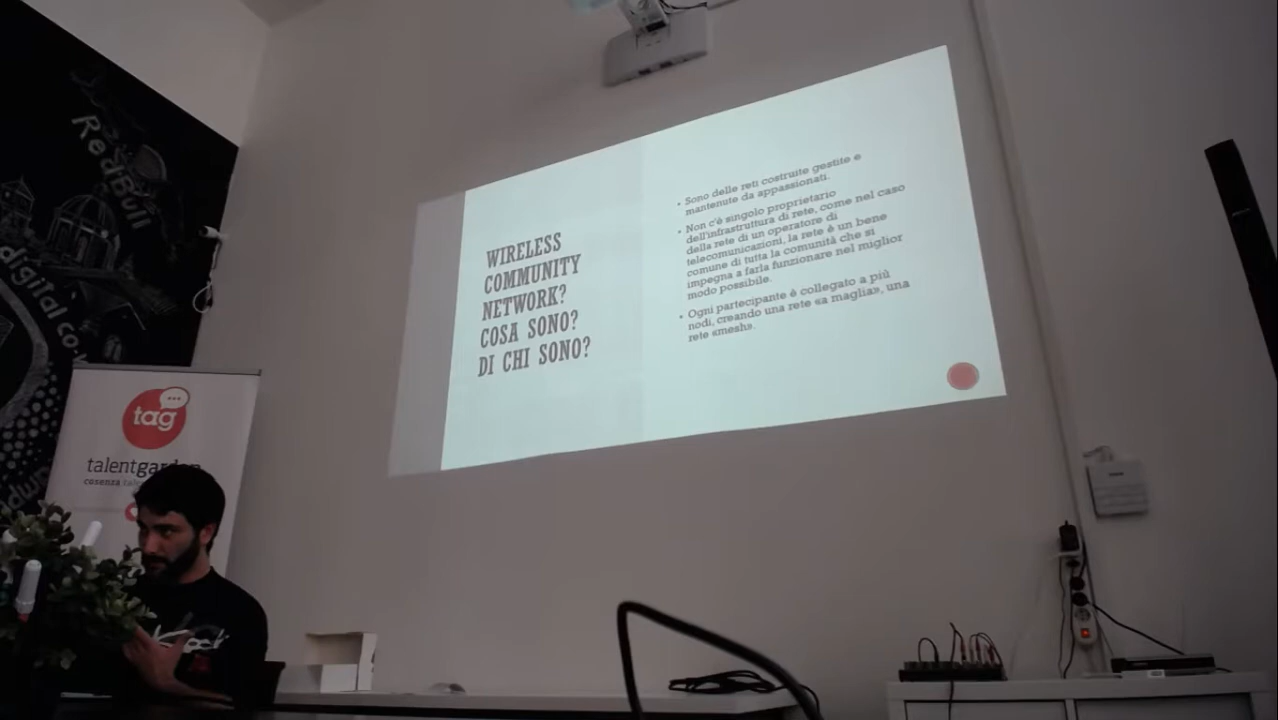 RedBull
digital co
tag
talentgarden
cosenza
WIRELESS
COMMUNITY
NETWORK?
COSA SONO?
DI CHI SONO?
• Sono delle reti costruite gestite e
mantenute da appassionati.
• Non c'è singolo proprietario
dell'infrastruttura di rete, come nel caso
della rete di un operatore di
telecomunicazioni, la rete è un bene
comune di tutta la comunità che si
impegna a farla funzionare nel miglior
modo possibile.
• Ogni partecipante è collegato a più
nodi, creando una rete «a maglia», una
rete «mesh».